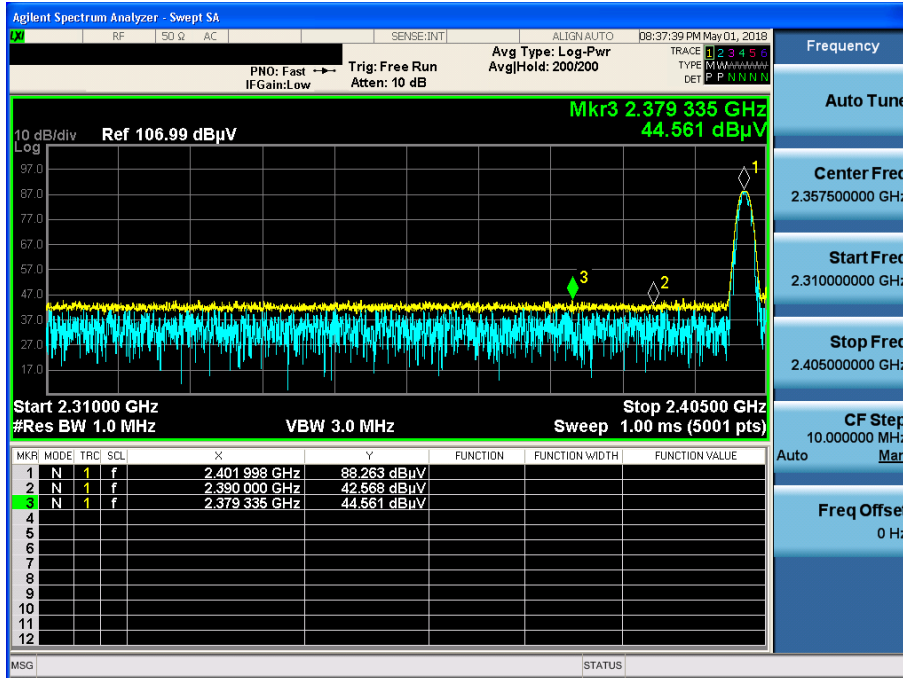 Agilent Spectrum Analyzer - Swept SA
LXI RF 50 Ω AC SENSE:INT ALIGN AUTO 08:37:39 PM May 01, 2018
PNO: Fast Trig: Free Run Avg Type: Log-Pwr TRACE 1 2 3 4 5 6
IFGain:Low Atten: 10 dB Avg|Hold: 200/200 TYPE M W
DET P P N N N N
Mkr3 2.379 335 GHz
44.561 dBµV
10 dB/div Ref 106.99 dBµV
Log
97.0
87.0
77.0
67.0
57.0
47.0
37.0
27.0
17.0
1
2
3
Start 2.31000 GHz Stop 2.40500 GHz
#Res BW 1.0 MHz VBW 3.0 MHz Sweep 1.00 ms (5001 pts)
MKR MODE TRC SCL X Y FUNCTION FUNCTION WIDTH FUNCTION VALUE
1 N 1 f 2.401 998 GHz 88.263 dBµV
2 N 1 f 2.390 000 GHz 42.568 dBµV
3 N 1 f 2.379 335 GHz 44.561 dBµV
4
5
6
7
8
9
10
11
12
MSG STATUS
Frequency
Auto Tune
Center Freq
2.357500000 GHz
Start Freq
2.310000000 GHz
Stop Freq
2.405000000 GHz
CF Step
10.000000 MHz
Auto Man
Freq Offset
0 Hz